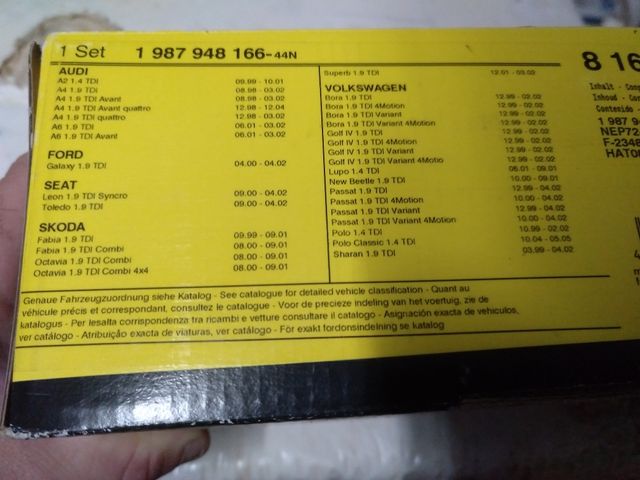 1 Set 1 987 948 166-44N
AUDI
A2 1.4 TDI 09.99 - 10.01
A4 1.9 TDI 08.98 - 03.02
A4 1.9 TDI Avant 08.98 - 03.02
A4 1.9 TDI Avant quattro 12.98 - 12.04
A4 1.9 TDI quattro 12.98 - 03.02
A6 1.9 TDI 06.01 - 03.02
A6 1.9 TDI Avant 06.01 - 03.02
FORD
Galaxy 1.9 TDI 04.00 - 04.02
SEAT
Leon 1.9 TDI Syncro 09.00 - 04.02
Toledo 1.9 TDI 09.00 - 04.02
SKODA
Fabia 1.9 TDI 09.99 - 09.01
Fabia 1.9 TDI Combi 08.00 - 09.01
Octavia 1.9 TDI Combi 08.00 - 09.01
Octavia 1.9 TDI Combi 4x4 08.00 - 09.01
Superb 1.9 TDI 12.01 - 03.02
VOLKSWAGEN
Bora 1.9 TDI 12.99 - 02.02
Bora 1.9 TDI 4Motion 12.99 - 02.02
Bora 1.9 TDI Variant 12.99 - 02.02
Bora 1.9 TDI Variant 4Motion 12.99 - 02.02
Golf IV 1.9 TDI 12.99 - 02.02
Golf IV 1.9 TDI 4Motion 12.99 - 02.02
Golf IV 1.9 TDI Variant 12.99 - 02.02
Golf IV 1.9 TDI Variant 4Motio 12.99 - 02.02
Lupo 1.4 TDI 06.01 - 09.01
New Beetle 1.9 TDI 10.00 - 09.01
Passat 1.9 TDI 12.99 - 04.02
Passat 1.9 TDI 4Motion 10.00 - 04.02
Passat 1.9 TDI Variant 12.99 - 04.02
Passat 1.9 TDI Variant 4Motion 10.00 - 04.02
Polo 1.4 TDI 10.99 - 02.02
Polo Classic 1.4 TDI 10.04 - 05.05
Sharan 1.9 TDI 03.99 - 04.02
Genaue Fahrzeugzuordnung siehe Katalog - See catalogue for detailed vehicle classification - Quant au
véhicule précis et correspondant, consultez le catalogue - Voor de precieze indeling van het voertuig, zie de
katalogus - Per lesalta corrispondenza fra ricambi e vetture consultare il catalogo - Asignación exacta de vehículos,
ver catálogo - Atribuição exacta de viaturas, ver catálogo - För exakt fordonsindelning se katalog
8 16
Inhalt - Con
Inhoud - Con
Contenido -
1 987 9
NEP72
F-2348
HATO